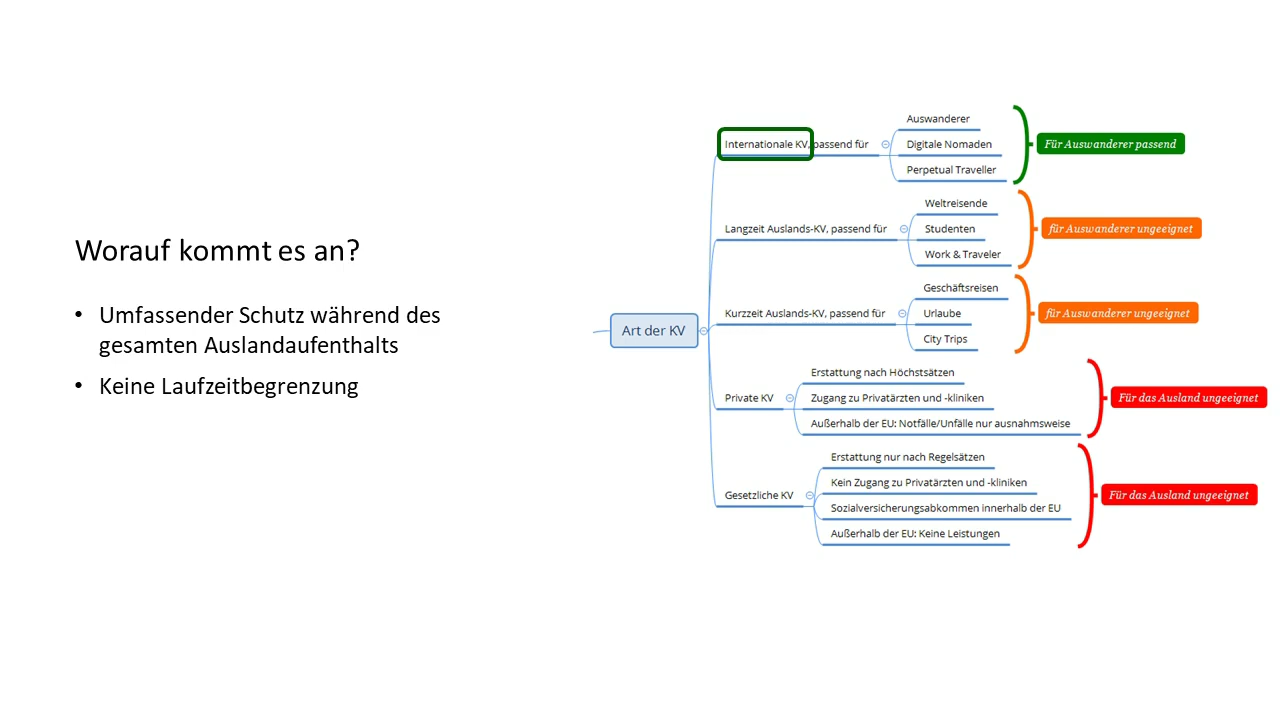 Worauf kommt es an?
• Umfassender Schutz während des
gesamten Auslandaufenthalts
• Keine Laufzeitbegrenzung
Art der KV
Internationale KV, passend für
Auswanderer
Digitale Nomaden
Perpetual Traveller
Für Auswanderer passend
Langzeit Auslands-KV, passend für
Weltreisende
Studenten
Work & Traveler
für Auswanderer ungeeignet
Kurzzeit Auslands-KV, passend für
Geschäftsreisen
Urlaube
City Trips
für Auswanderer ungeeignet
Private KV
Erstattung nach Höchstsätzen
Zugang zu Privatärzten und -kliniken
Außerhalb der EU: Notfälle/Unfälle nur ausnahmsweise
Für das Ausland ungeeignet
Gesetzliche KV
Erstattung nur nach Regelsätzen
Kein Zugang zu Privatärzten und -kliniken
Sozialversicherungsabkommen innerhalb der EU
Außerhalb der EU: Keine Leistungen
Für das Ausland ungeeignet